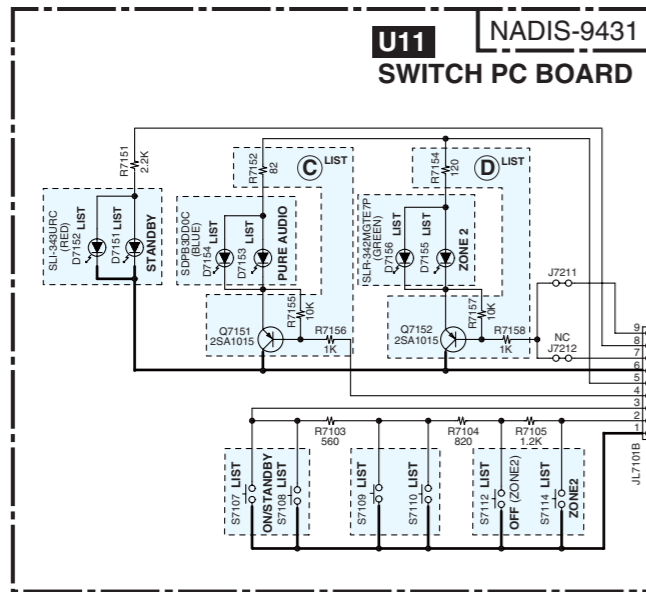 NADIS-9431
U11
SWITCH PC BOARD
R7151
2.2K
R7152
82
C
LIST
R7154
120
D
LIST
SLI-343URC
(RED)
D7152 LIST
D7151 LIST
STANDBY
SDPB3DD0C
(BLUE)
D7154 LIST
D7153 LIST
PURE AUDIO
SLR-342MGTE7P
(GREEN)
D7156 LIST
D7155 LIST
ZONE 2
R7155
10K
Q7151
2SA1015
R7156
1K
R7157
10K
Q7152
2SA1015
R7158
1K
J7211
NC
J7212
9
8
7
6
5
4
3
2
1
JL7101B
R7103
560
R7104
820
R7105
1.2K
S7107 LIST
ON/STANDBY
S7108 LIST
S7109 LIST
S7110 LIST
S7112 LIST
OFF (ZONE2)
S7114 LIST
ZONE2